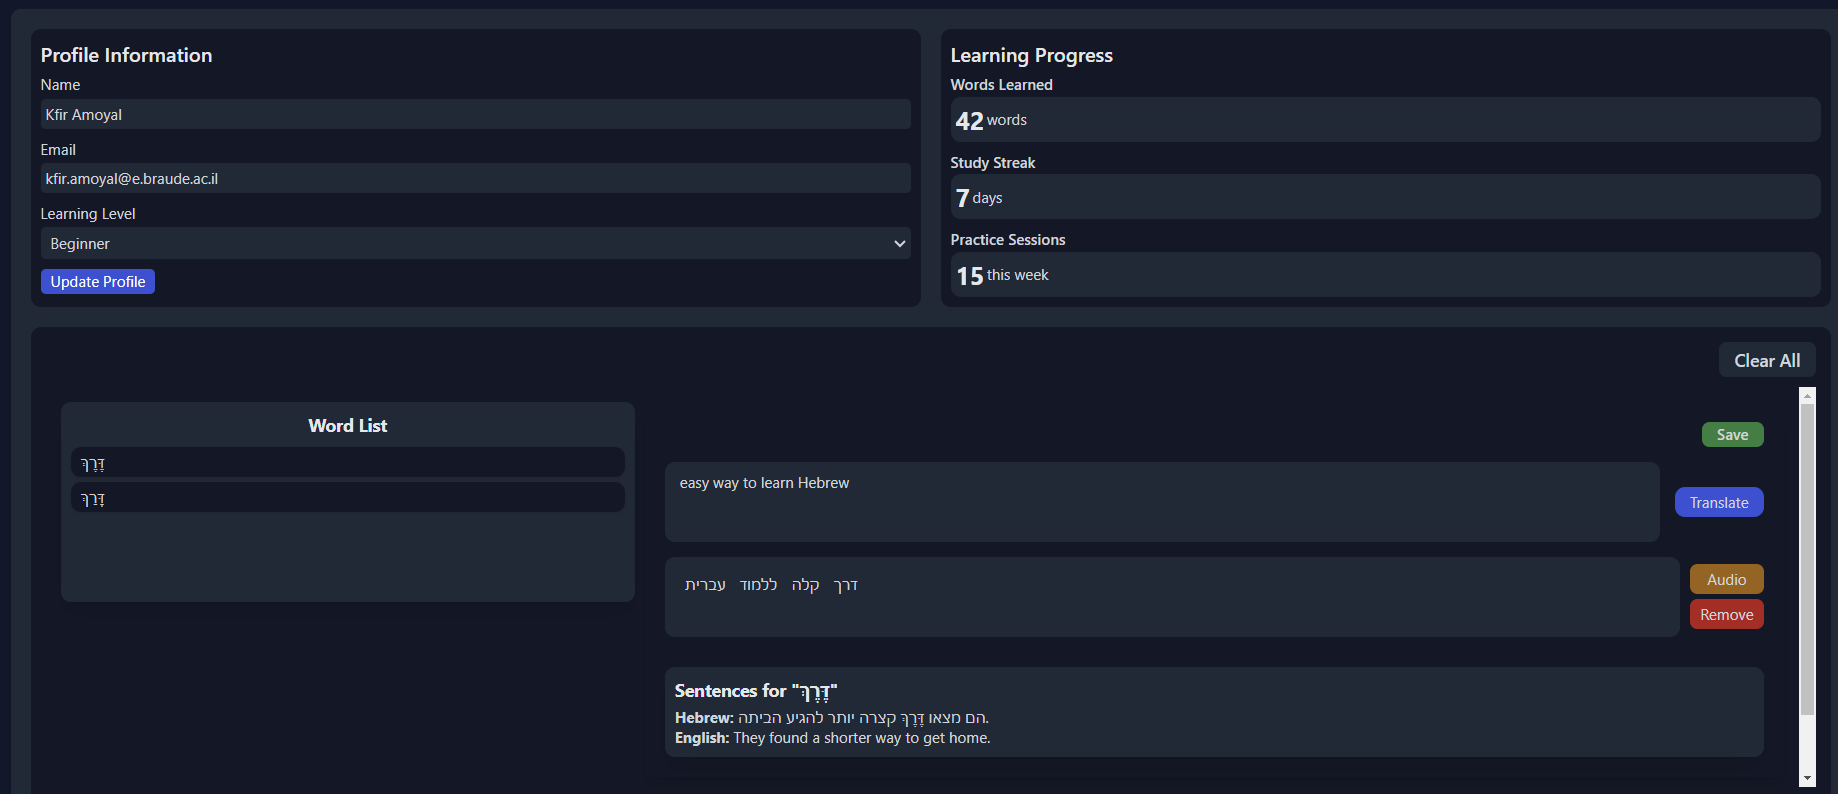 Profile Information
Name
Kfir Amoyal
Email
kfir.amoyal@e.braude.ac.il
Learning Level
Beginner
Update Profile
Learning Progress
Words Learned
42 words
Study Streak
7 days
Practice Sessions
15 this week
Clear All
Word List
דֶּרֶךְ
דָּרַךְ
Save
easy way to learn Hebrew
Translate
דרך קלה ללמוד עברית
Audio
Remove
Sentences for "דֶּרֶךְ"
Hebrew: הם מצאו דֶּרֶךְ קצרה יותר להגיע הביתה.
English: They found a shorter way to get home.